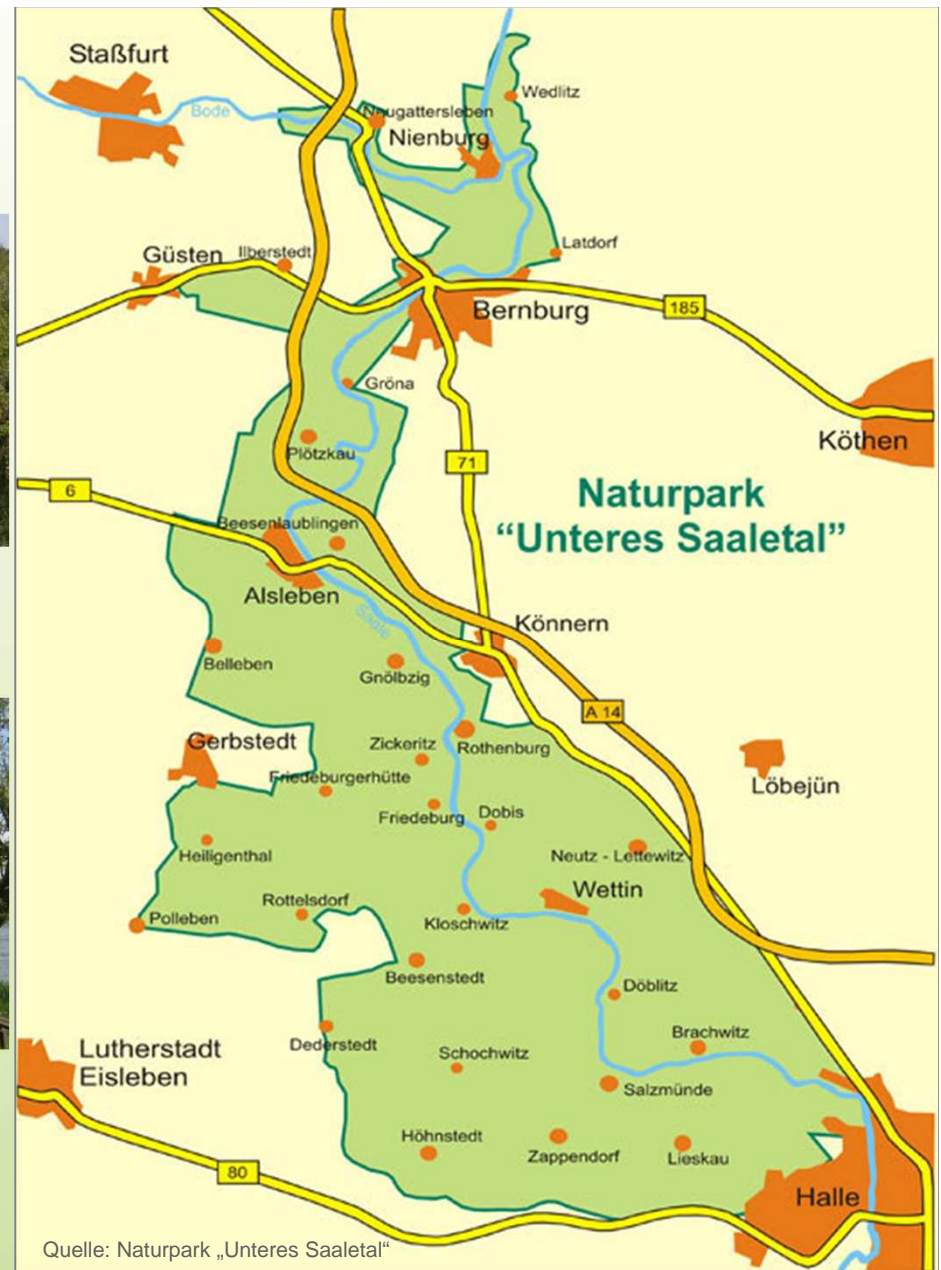 Staßfurt
Bode
Wedlitz
Neugattersleben
Nienburg
Latdorf
Güsten
Ilberstedt
Bernburg
185
Gröna
Köthen
Plötzkau
71
6
Naturpark
“Unteres Saaletal”
Beesenlaublingen
Alsleben
Saale
Könnern
Belleben
Gnölbzig
A 14
Gerbstedt
Zickeritz
Rothenburg
Friedeburgerhütte
Löbejün
Friedeburg
Dobis
Heiligenthal
Neutz - Lettewitz
Wettin
Rottelsdorf
Polleben
Kloschwitz
Beesenstedt
Döblitz
Brachwitz
Dederstedt
Lutherstadt
Eisleben
Schochwitz
Salzmünde
Höhnstedt
Zappendorf
Lieskau
80
Halle
Quelle: Naturpark „Unteres Saaletal“